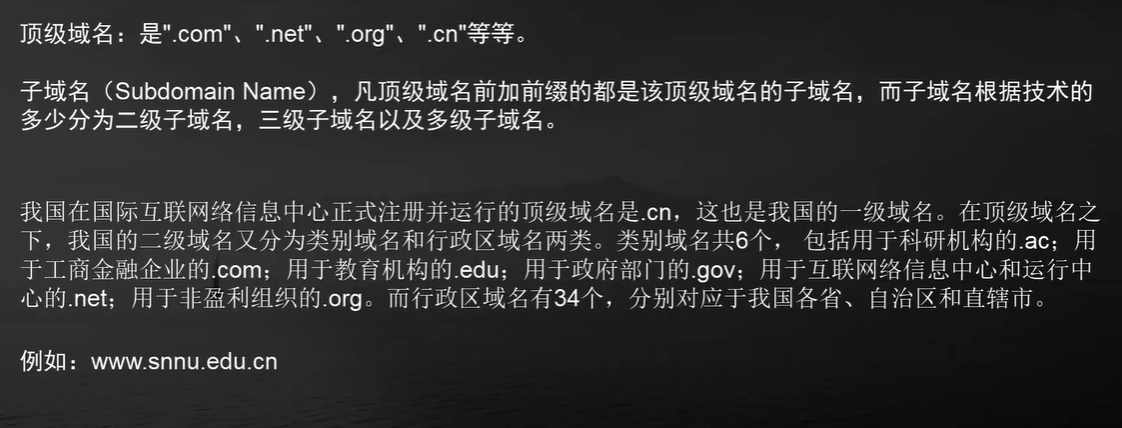 顶级域名：是".com"、".net"、".org"、".cn"等等。
子域名（Subdomain Name），凡顶级域名前加前缀的都是该顶级域名的子域名，而子域名根据技术的
多少分为二级子域名，三级子域名以及多级子域名。
我国在国际互联网络信息中心正式注册并运行的顶级域名是.cn，这也是我国的一级域名。在顶级域名之
下，我国的二级域名又分为类别域名和行政区域名两类。类别域名共6个， 包括用于科研机构的.ac；用
于工商金融企业的.com；用于教育机构的.edu；用于政府部门的.gov；用于互联网络信息中心和运行中
心的.net；用于非盈利组织的.org。而行政区域名有34个，分别对应于我国各省、自治区和直辖市。
例如：www.snnu.edu.cn